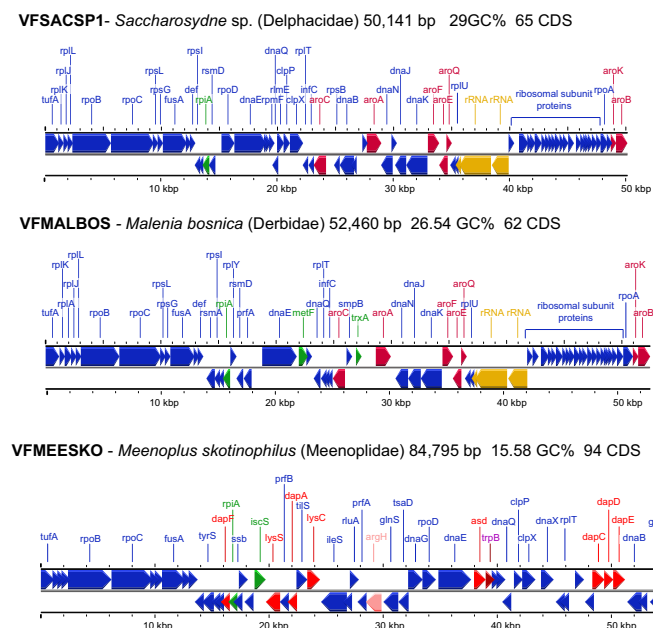 VFSACSP1- Saccharosydne sp. (Delphacidae) 50,141 bp 29GC% 65 CDS
rplL rpsI dnaQ rplT
rplJ rpsL rsmD clpP dnaJ aroQ aroK
rplK rpsG def rpoD rlmE infC rpsB dnaN aroF rplU ribosomal subunit rpoA
tufA rpoB rpoC fusA rpiA dnaE rpmF clpX aroC dnaB aroA dnaK aroE rRNA rRNA proteins aroB
10 kbp 20 kbp 30 kbp 40 kbp 50 kbp
VFMALBOS - Malenia bosnica (Derbidae) 52,460 bp 26.54 GC% 62 CDS
rplL rpsI
rplK rplY rplT aroK
rplJ rpsL rsmD infC dnaJ aroQ
rplA rpsG def rpiA dnaQ smpB dnaN aroF rplU ribosomal subunit rpoA
tufA rpoB rpoC fusA rsmA prfA dnaE metF aroC trxA aroA dnaK aroE rRNA rRNA proteins aroB
10 kbp 20 kbp 30 kbp 40 kbp 50 kbp
VFMEESKO - Meenoplus skotinophilus (Meenoplidae) 84,795 bp 15.58 GC% 94 CDS
prfB
rpiA dapA prfA tsaD clpP dapD
dapF iscS tilS lysC rluA glnS rpoD asd dnaQ dnaX rplT dapE g
tufA rpoB rpoC fusA tyrS ssb lysS ileS argH dnaG dnaE trpB clpX dapC dnaB
10 kbp 20 kbp 30 kbp 40 kbp 50 kbp